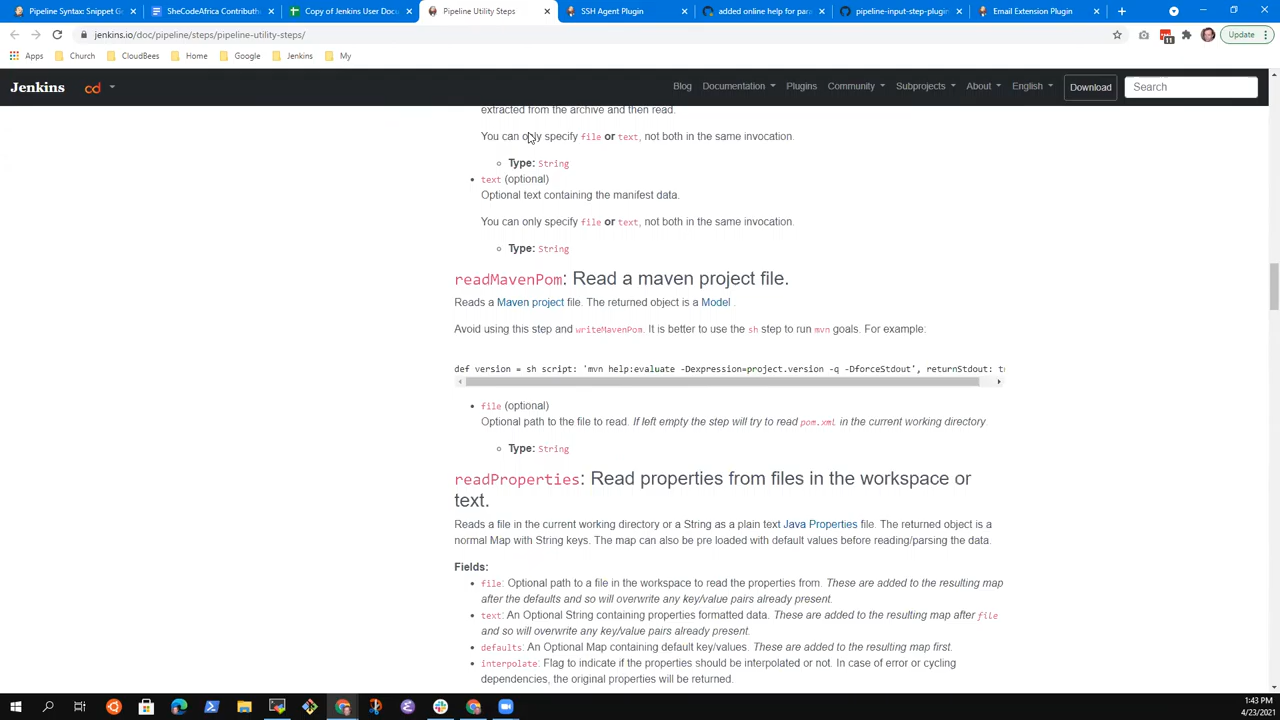 Pipeline Syntax: Snippet Ge
SheCodeAfrica Contributh
Copy of Jenkins User Docu
Pipeline Utility Steps
SSH Agent Plugin
added online help for para
pipeline-input-step-plugin
Email Extension Plugin
jenkins.io/doc/pipeline/steps/pipeline-utility-steps/
11
Update
Apps
Church
CloudBees
Home
Google
Jenkins
My
Jenkins
cd
Blog
Documentation
Plugins
Community
Subprojects
About
English
Download
Search
extracted from the archive and then read.
You can only specify file or text, not both in the same invocation.
Type: String
text (optional)
Optional text containing the manifest data.
You can only specify file or text, not both in the same invocation.
Type: String
readMavenPom: Read a maven project file.
Reads a Maven project file. The returned object is a Model .
Avoid using this step and writeMavenPom. It is better to use the sh step to run mvn goals. For example:
def version = sh script: 'mvn help:evaluate -Dexpression=project.version -q -DforceStdout', returnStdout: t
file (optional)
Optional path to the file to read. If left empty the step will try to read pom.xml in the current working directory
Type: String
readProperties: Read properties from files in the workspace or
text.
Reads a file in the current working directory or a String as a plain text Java Properties file. The returned object is a
normal Map with String keys. The map can also be pre loaded with default values before reading/parsing the data.
Fields:
file: Optional path to a file in the workspace to read the properties from. These are added to the resulting map
after the defaults and so will overwrite any key/value pairs already present.
text: An Optional String containing properties formatted data. These are added to the resulting map after file
and so will overwrite any key/value pairs already present.
defaults: An Optional Map containing default key/values. These are added to the resulting map first.
interpolate: Flag to indicate if the properties should be interpolated or not. In case of error or cycling
dependencies, the original properties will be returned.
1:43 PM
4/23/2021